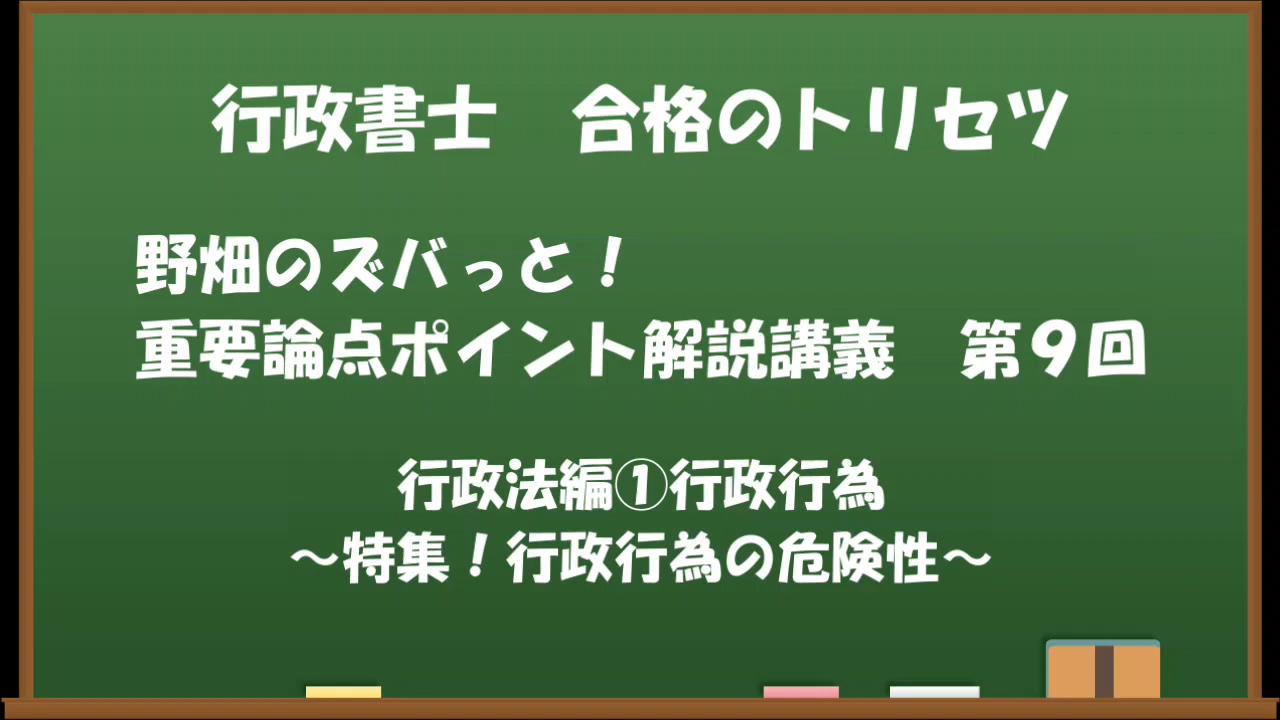 行政書士　合格のトリセツ
野畑のズバっと！
重要論点ポイント解説講義　第９回
行政法編①行政行為
～特集！行政行為の危険性～